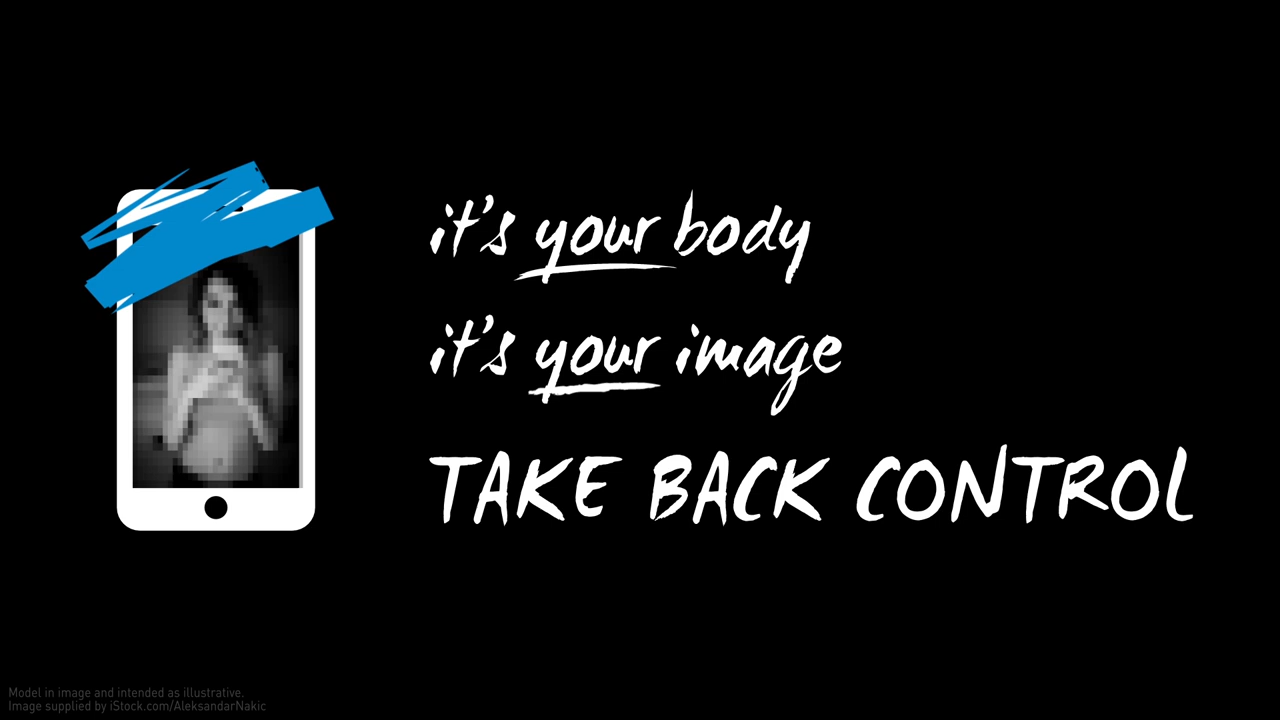 it's your body
it's your image
TAKE BACK CONTROL
Model in image and intended as illustrative.
Image supplied by iStock.com/AleksandarNakic